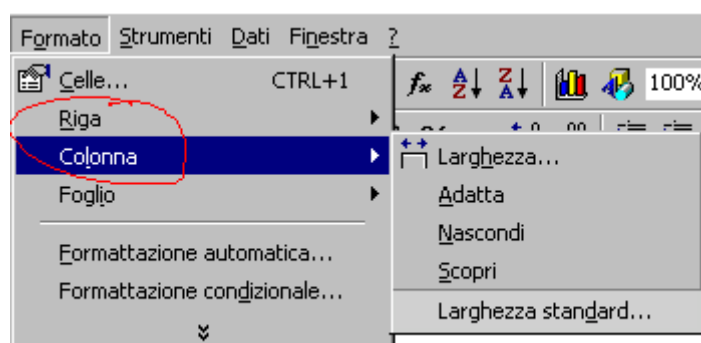 Formato Strumenti Dati Finestra ?
Celle... CTRL+1
Riga
Colonna
Foglio
Formattazione automatica...
Formattazione condizionale...
100%
Larghezza...
Adatta
Nascondi
Scopri
Larghezza standard...